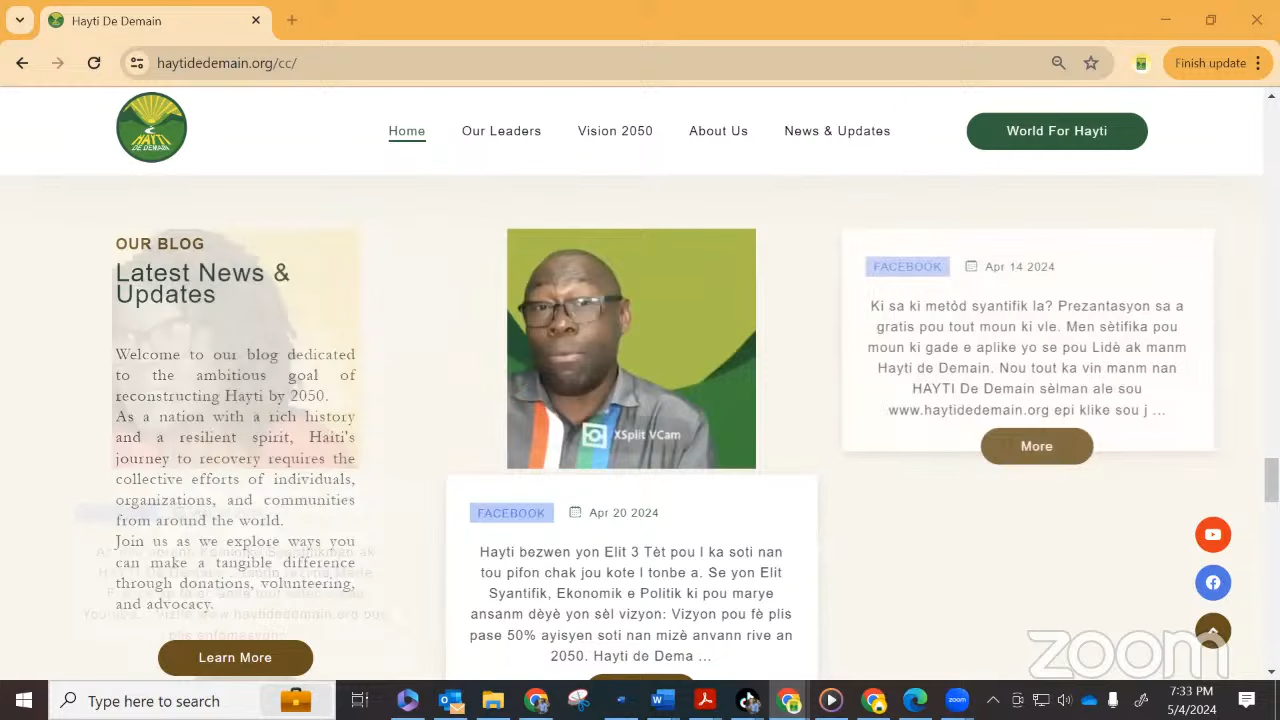 Hayti De Demain
haytidedemain.org/cc/
Finish update
HAYTI
DE DEMAIN
Home
Our Leaders
Vision 2050
About Us
News & Updates
World For Hayti
OUR BLOG
Latest News &
Updates
Welcome to our blog dedicated
to the ambitious goal of
reconstructing Hayti by 2050.
As a nation with a rich history
and a resilient spirit, Haiti's
journey to recovery requires the
collective efforts of individuals,
organizations, and communities
from around the world.
Join us as we explore ways you
can make a tangible difference
through donations, volunteering,
and advocacy.
Learn More
XSplit VCam
FACEBOOK
Apr 20 2024
Hayti bezwen yon Elit 3 Tèt pou l ka soti nan
tou pifon chak jou kote l tonbe a. Se yon Elit
Syantifik, Ekonomik e Politik ki pou marye
ansanm dèyè yon sèl vizyon: Vizyon pou fè plis
pase 50% ayisyen soti nan mizè anvann rive an
2050. Hayti de Dema ...
FACEBOOK
Apr 14 2024
Ki sa ki metòd syantifik la? Prezantasyon sa a
gratis pou tout moun ki vle. Men sètifika pou
moun ki gade e aplike yo se pou Lidè ak manm
Hayti de Demain. Nou tout ka vin manm nan
HAYTI De Demain sèlman ale sou
www.haytidedemain.org epi klike sou j ...
More
zoom
Type here to search
zoom
7:33 PM
5/4/2024